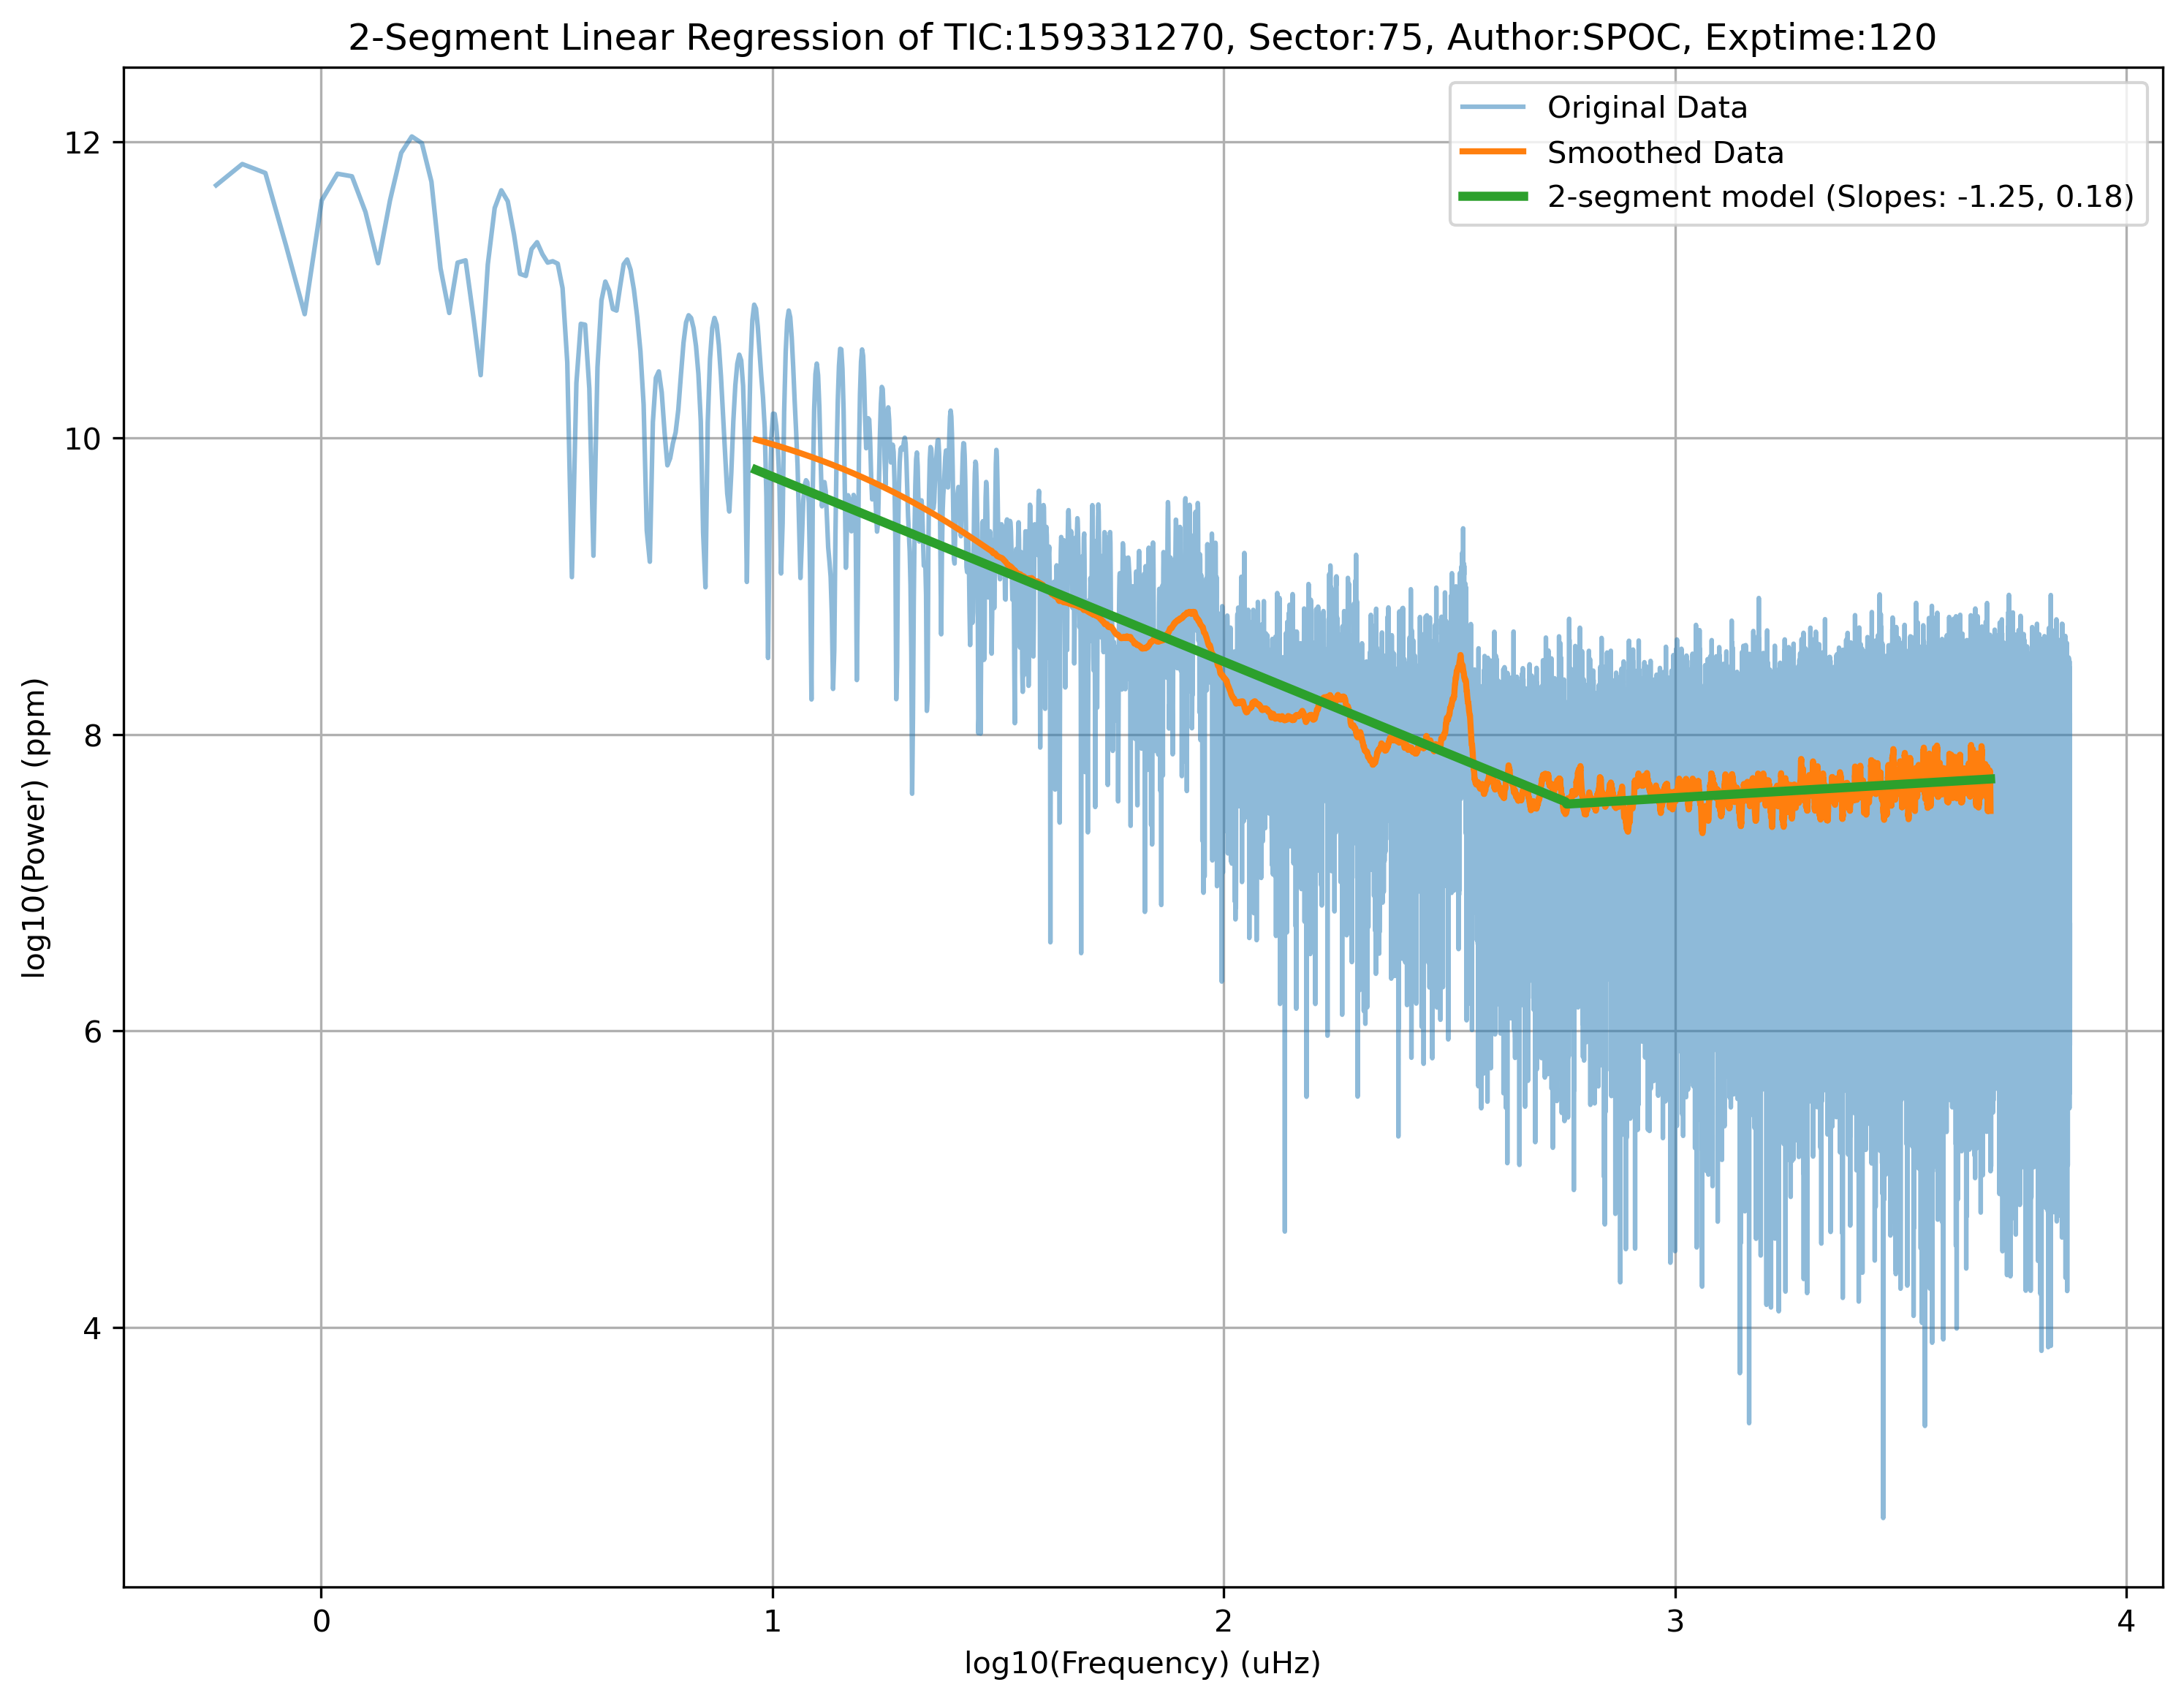 2-Segment Linear Regression of TIC:159331270, Sector:75, Author:SPOC, Exptime:120
Original Data
Smoothed Data
2-segment model (Slopes: -1.25, 0.18)
log10(Power) (ppm)
12
10
8
6
4
0 1 2 3 4
log10(Frequency) (uHz)